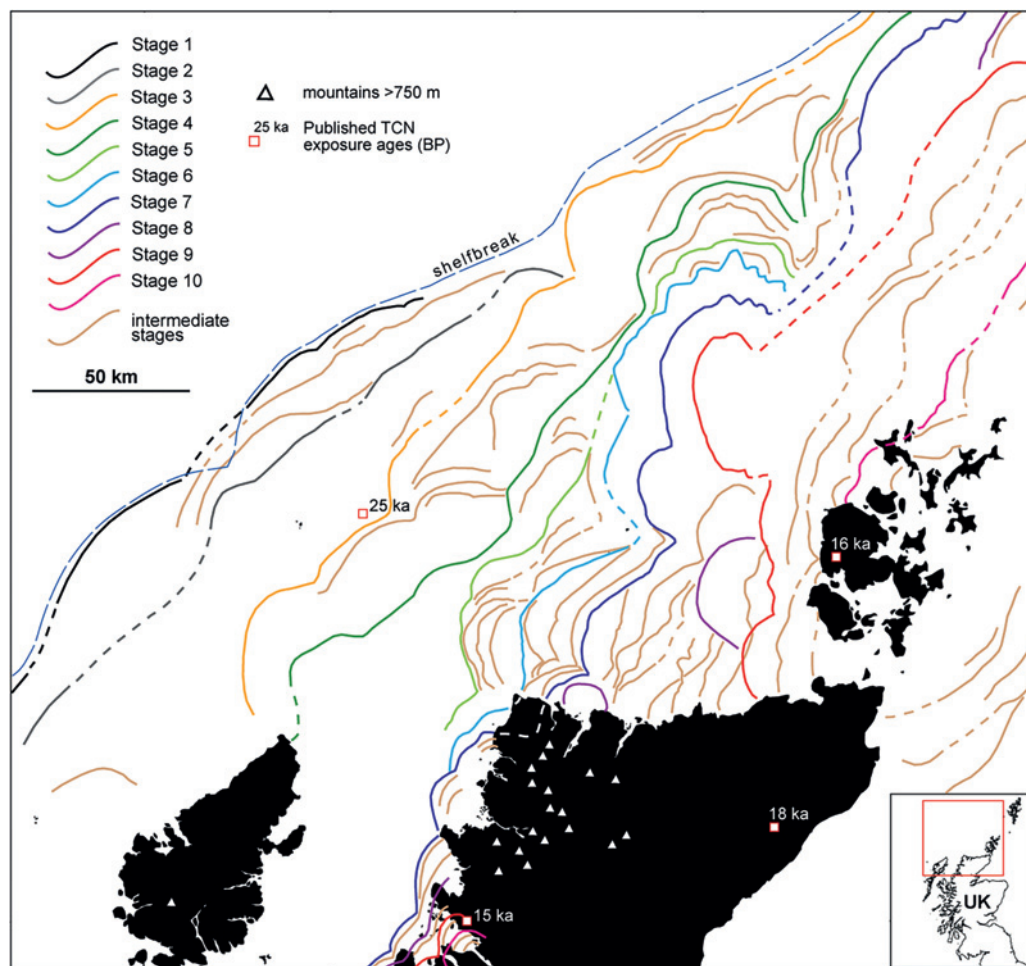 Stage 1
Stage 2
Stage 3
Stage 4
Stage 5
Stage 6
Stage 7
Stage 8
Stage 9
Stage 10
intermediate
stages
50 km
mountains >750 m
25 ka
Published TCN
exposure ages (BP)
shelfbreak
25 ka
16 ka
18 ka
15 ka
UK